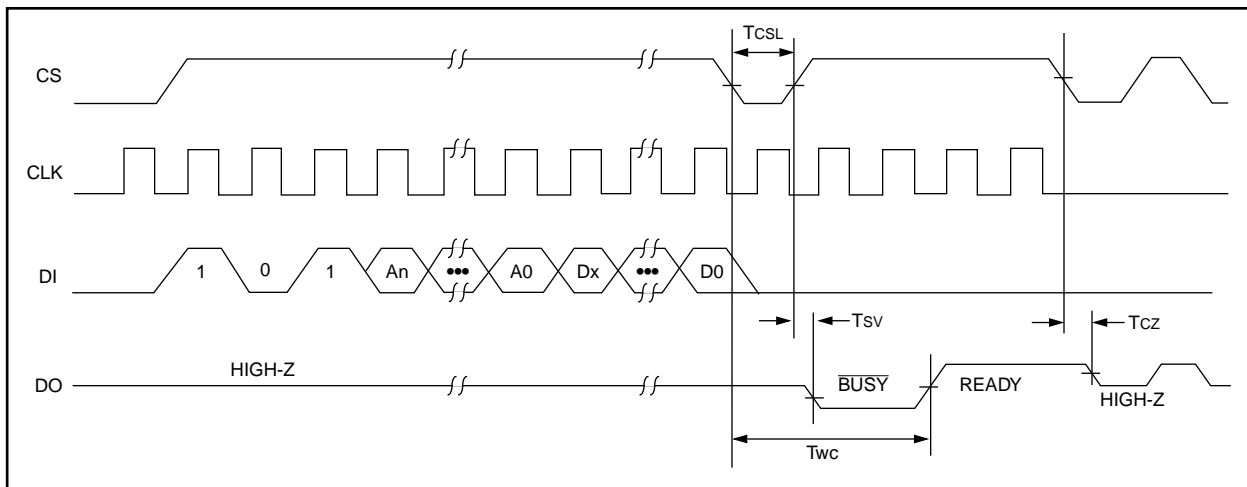 TCSL
CS
CLK
DI 1 0 1 An ••• A0 Dx ••• D0
TSV TCZ
HIGH-Z
DO BUSY READY HIGH-Z
TWC